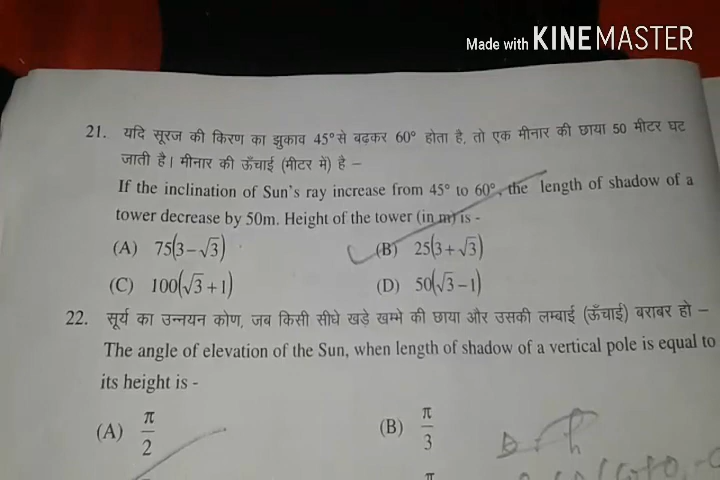 Made with KINEMASTER
21. यदि सूरज की किरण का झुकाव 45° से बढ़कर 60° होता है, तो एक मीनार की छाया 50 मीटर घट
जाती है। मीनार की ऊँचाई (मीटर में) है –
If the inclination of Sun's ray increase from 45° to 60°, the length of shadow of a
tower decrease by 50m. Height of the tower (in m) is -
(A) 75(3-√3) (B) 25(3+√3)
(C) 100(√3+1) (D) 50(√3-1)
22. सूर्य का उन्नयन कोण, जब किसी सीधे खड़े खम्भे की छाया और उसकी लम्बाई (ऊँचाई) बराबर हो –
The angle of elevation of the Sun, when length of shadow of a vertical pole is equal to
its height is -
(A) π/2 (B) π/3
π